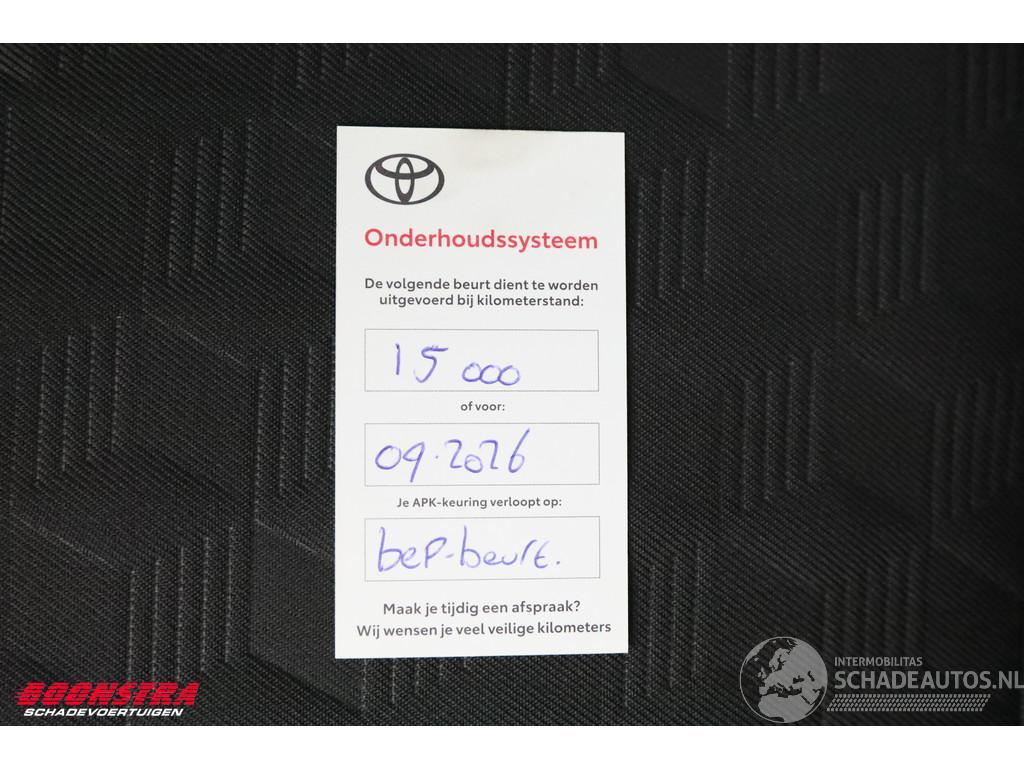 Onderhoudssysteem
De volgende beurt dient te worden
uitgevoerd bij kilometerstand:
15 000
of voor:
09.2026
Je APK-keuring verloopt op:
beP-beurt.
Maak je tijdig een afspraak?
Wij wensen je veel veilige kilometers
BOONSTRA
SCHADEVOERTUIGEN
INTERMOBILITAS
SCHADEAUTOS.NL